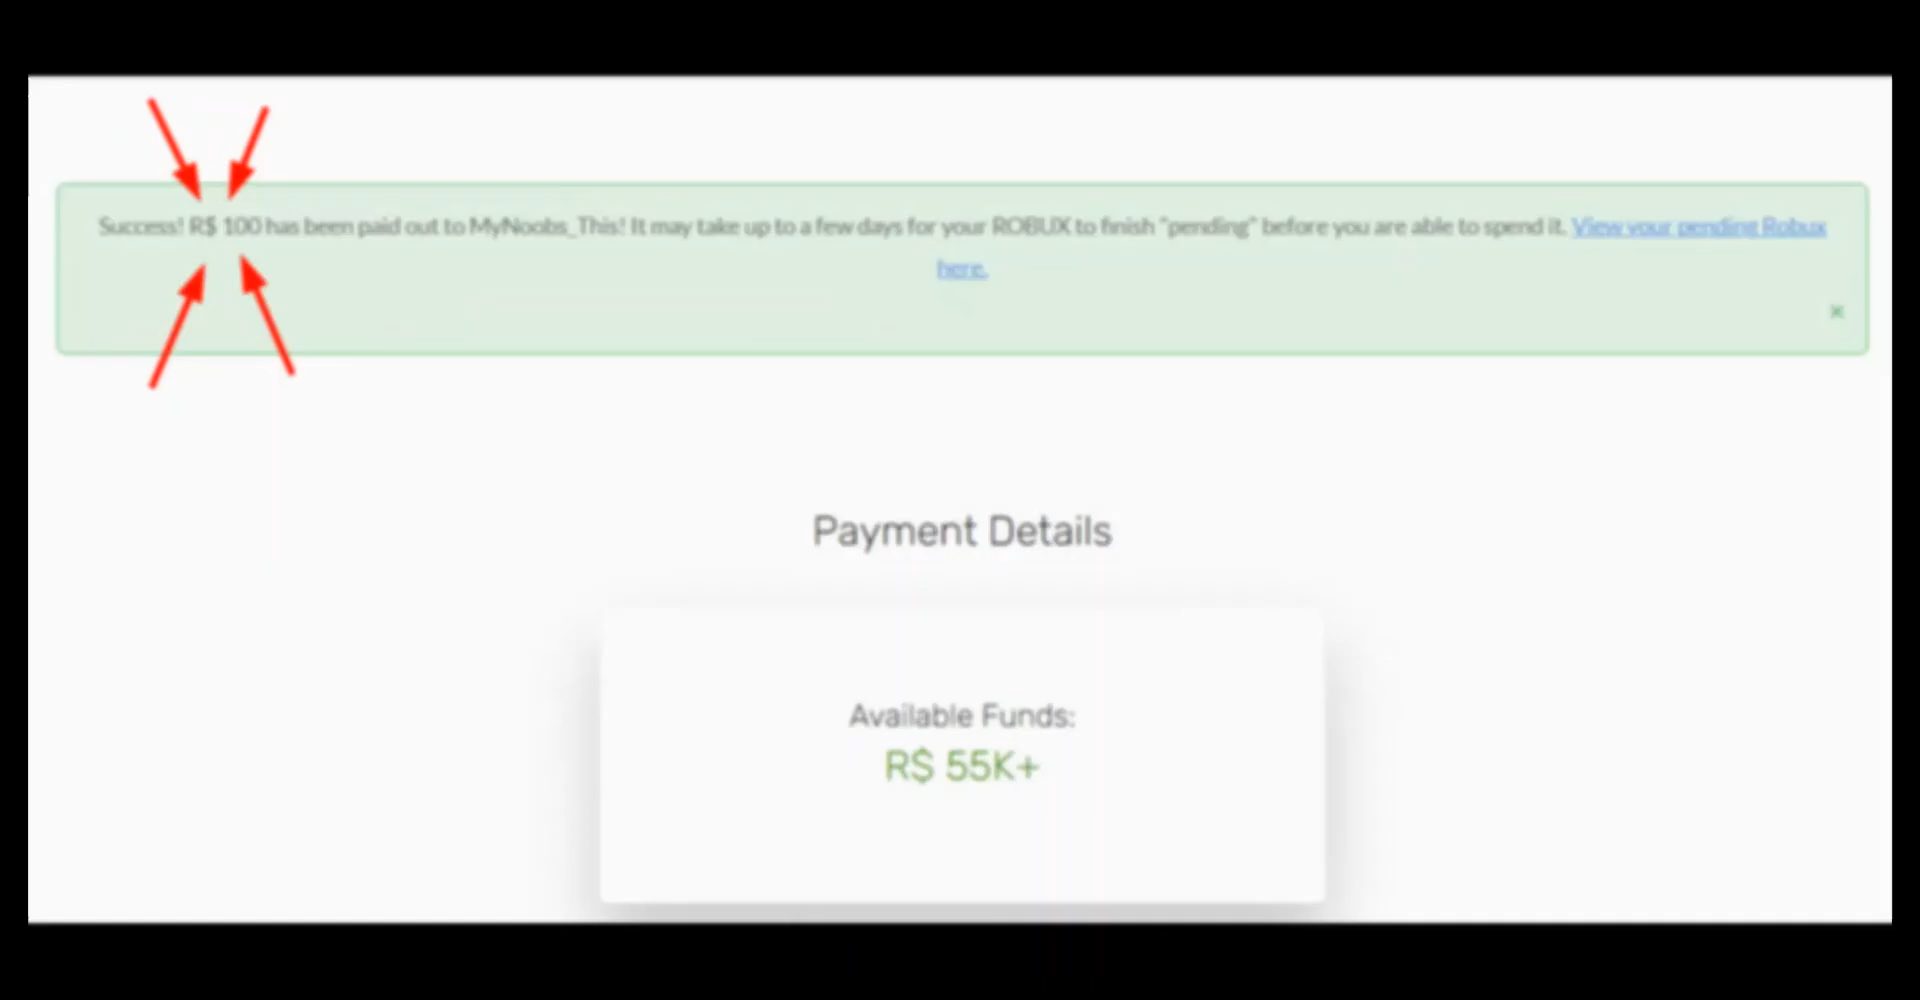 Success! R$ 100 has been paid out to MyNoobs_This! It may take up to a few days for your ROBUX to finish "pending" before you are able to spend it. View your pending Robux
here.
×
Payment Details
Available Funds:
R$ 55K+